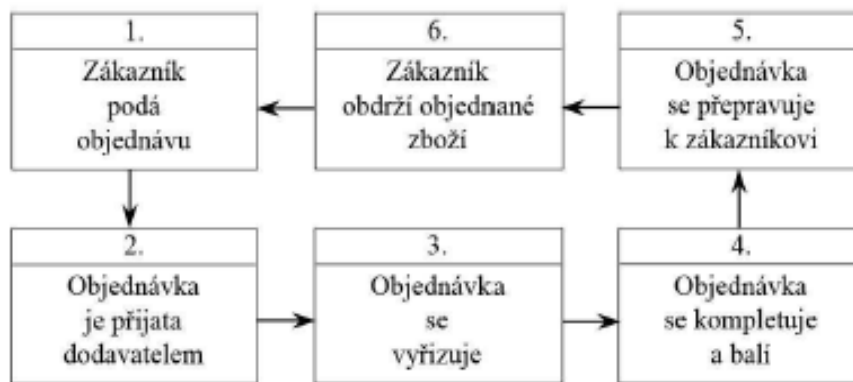 1.
Zákazník
podá
objednávu
6.
Zákazník
obdrží objednané
zboží
5.
Objednávka
se přepravuje
k zákazníkovi
2.
Objednávka
je přijata
dodavatelem
3.
Objednávka
se
vyřizuje
4.
Objednávka
se kompletuje
a balí